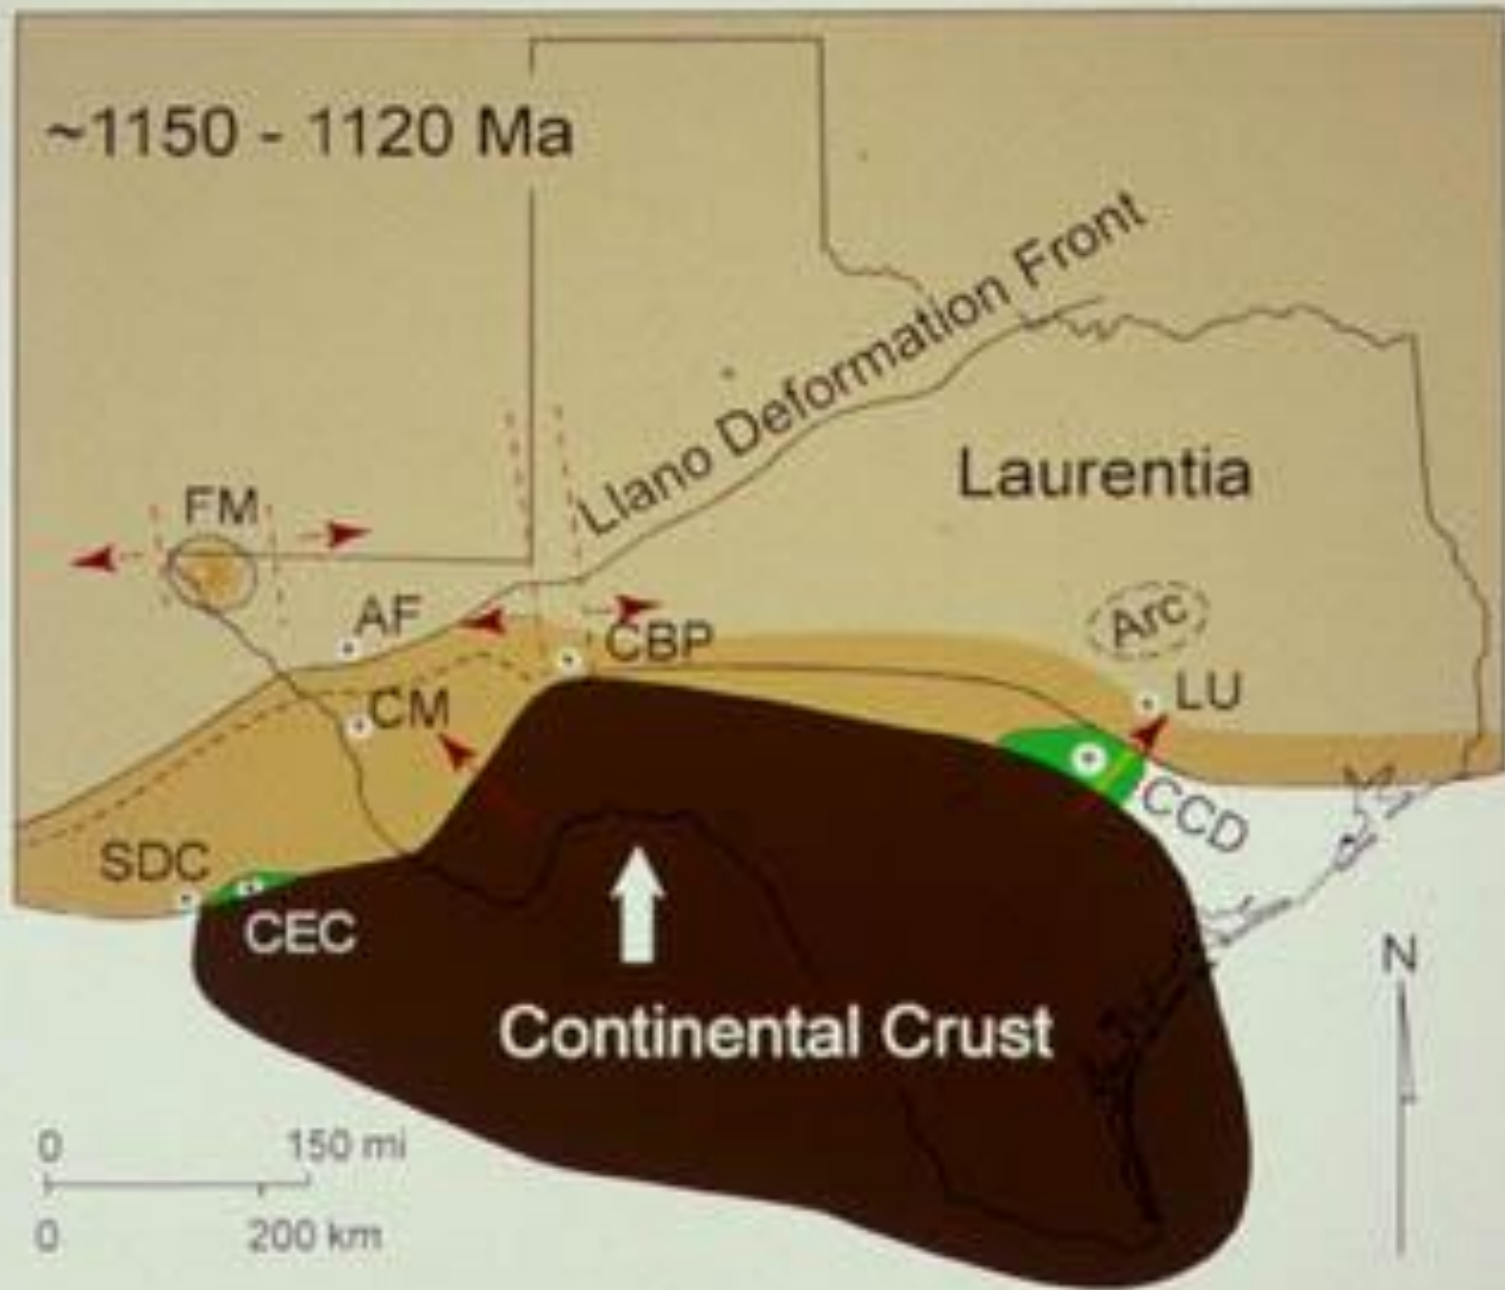 ~1150 - 1120 Ma
Llano Deformation Front
Laurentia
FM
AF
Arc
CBP
LU
CM
CCD
SDC
CEC
N
Continental Crust
0
150 mi
0
200 km